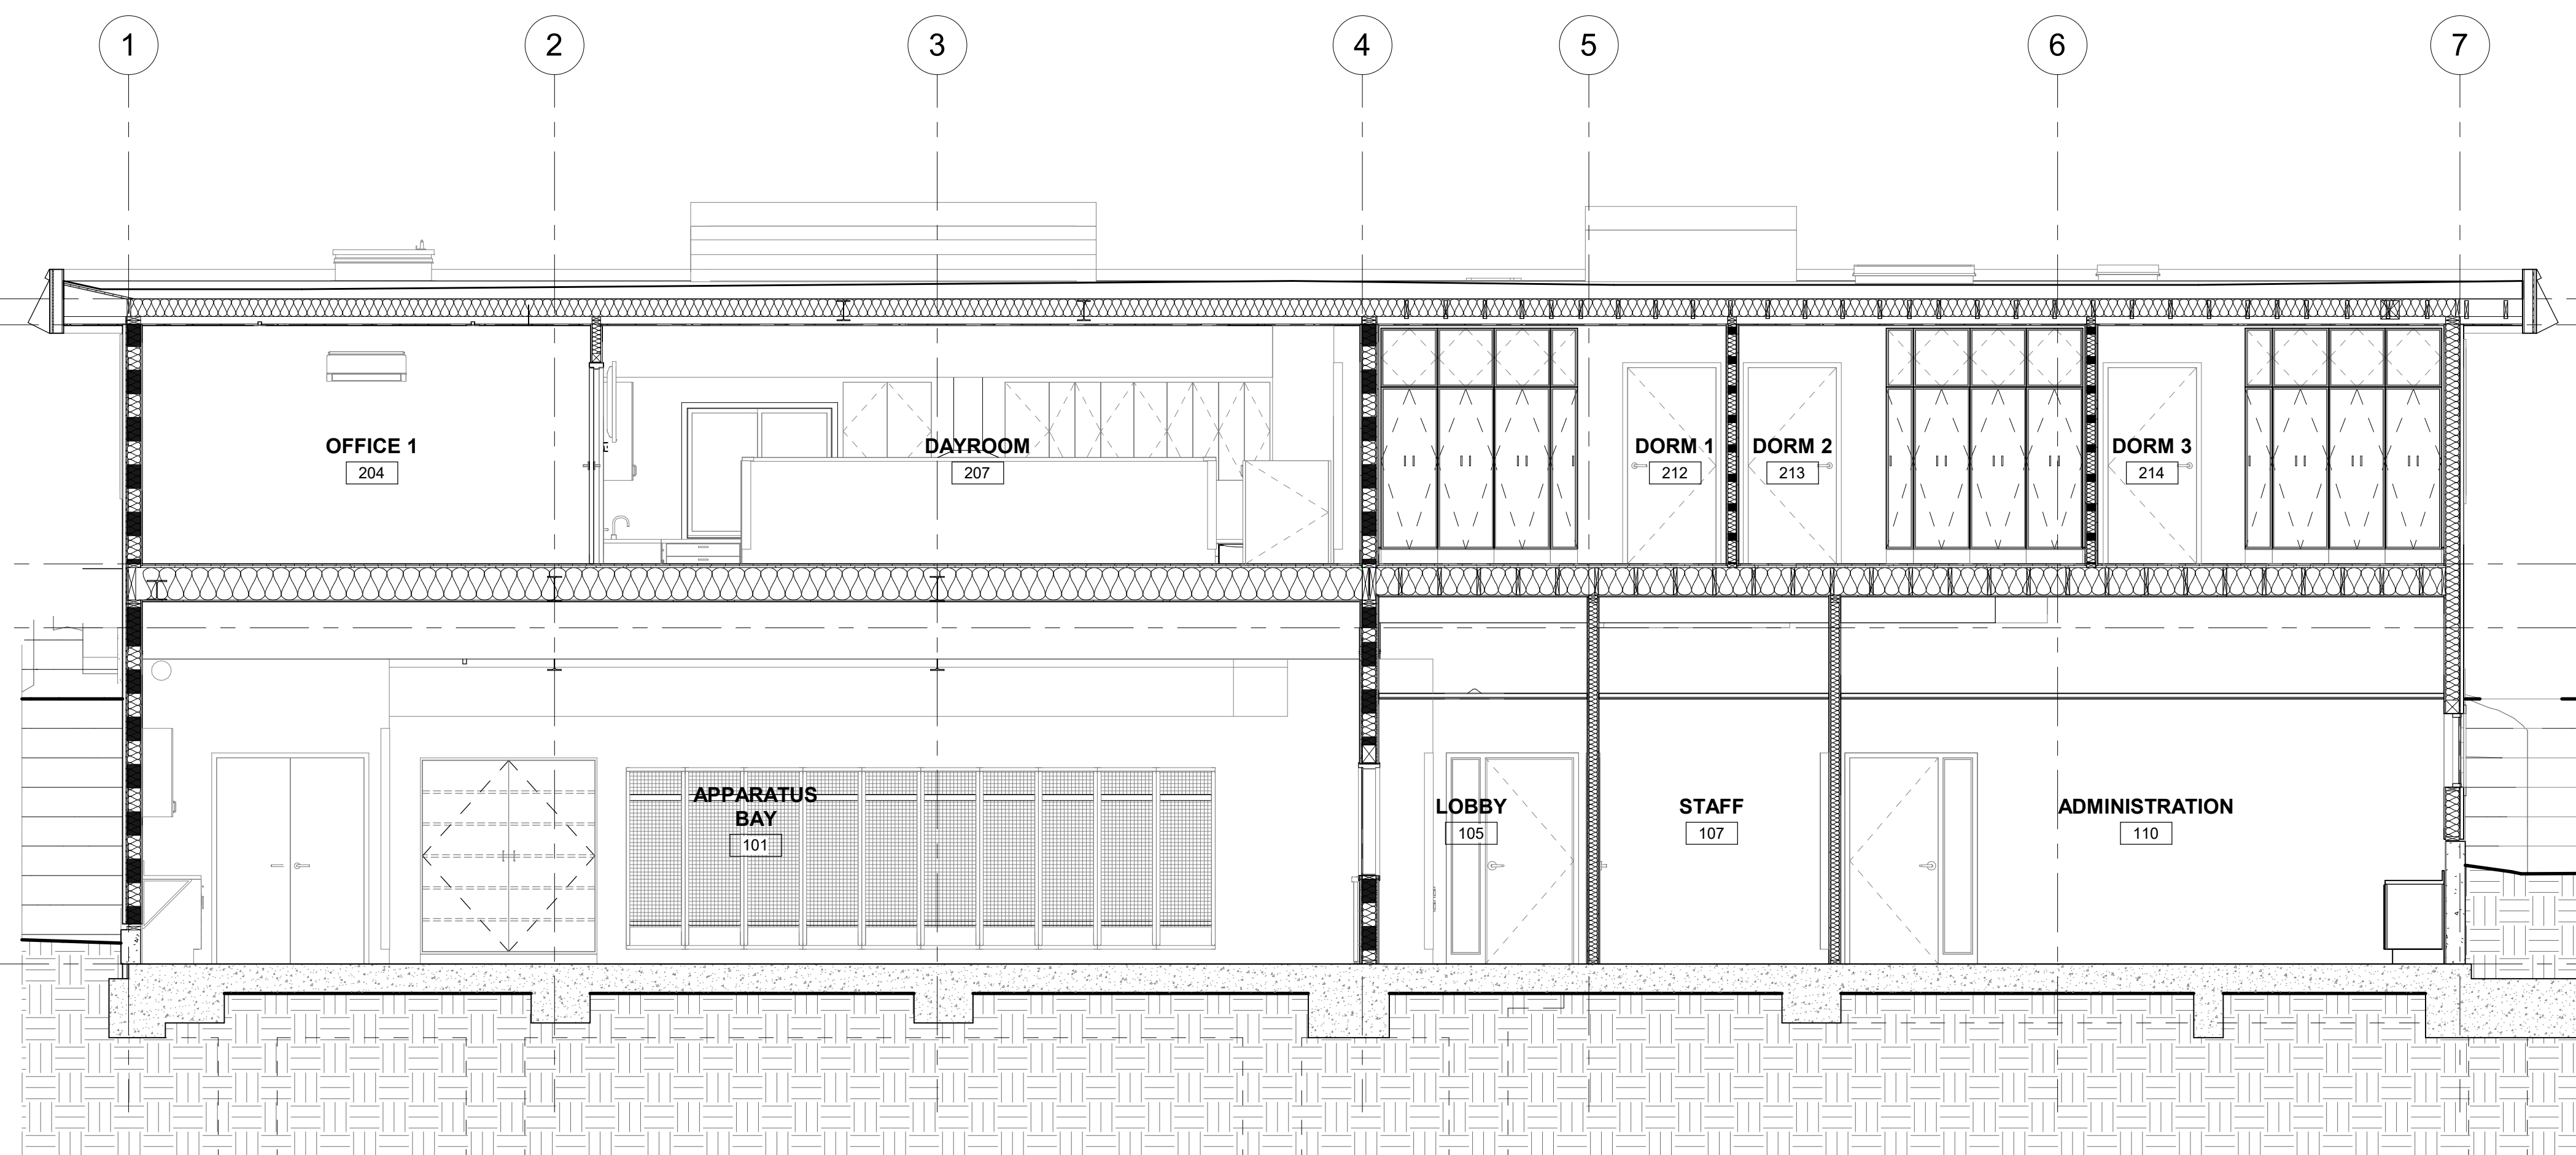 1
2
3
4
5
6
7
OFFICE 1
204
DAYROOM
207
DORM 1
212
DORM 2
213
DORM 3
214
APPARATUS
BAY
101
LOBBY
105
STAFF
107
ADMINISTRATION
110